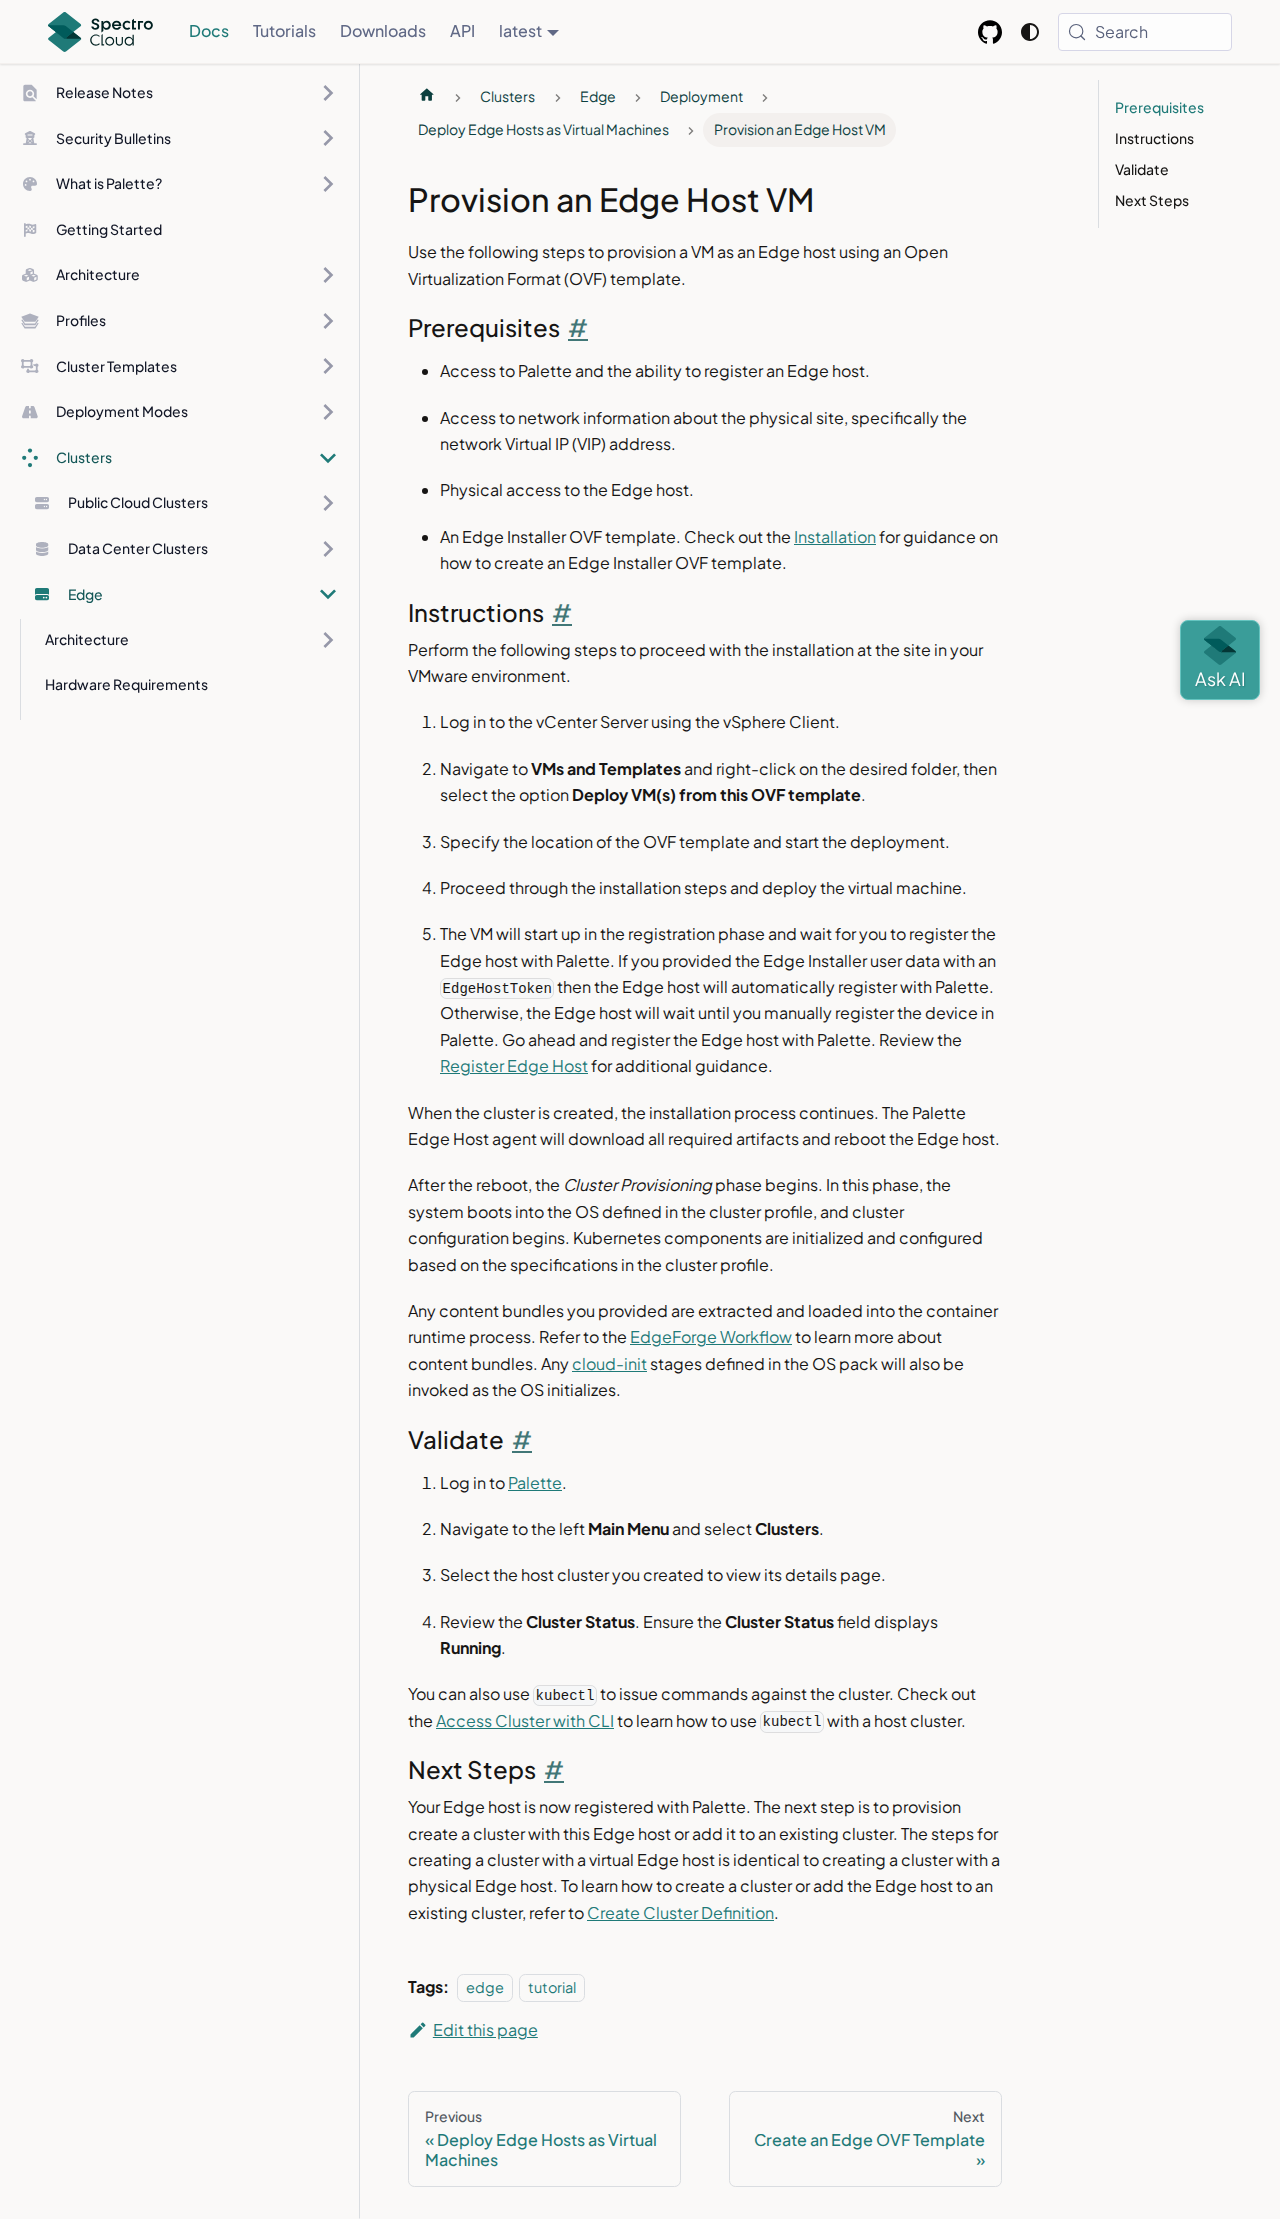 Spectro
Cloud
Docs
Tutorials
Downloads
API
latest
Search
Release Notes
Security Bulletins
What is Palette?
Getting Started
Architecture
Profiles
Cluster Templates
Deployment Modes
Clusters
Public Cloud Clusters
Data Center Clusters
Edge
Architecture
Hardware Requirements
Clusters
Edge
Deployment
Deploy Edge Hosts as Virtual Machines
Provision an Edge Host VM
Provision an Edge Host VM
Use the following steps to provision a VM as an Edge host using an Open
Virtualization Format (OVF) template.
Prerequisites #
• Access to Palette and the ability to register an Edge host.
• Access to network information about the physical site, specifically the
network Virtual IP (VIP) address.
• Physical access to the Edge host.
• An Edge Installer OVF template. Check out the Installation for guidance on
how to create an Edge Installer OVF template.
Instructions #
Perform the following steps to proceed with the installation at the site in your
VMware environment.
1. Log in to the vCenter Server using the vSphere Client.
2. Navigate to VMs and Templates and right-click on the desired folder, then
select the option Deploy VM(s) from this OVF template.
3. Specify the location of the OVF template and start the deployment.
4. Proceed through the installation steps and deploy the virtual machine.
5. The VM will start up in the registration phase and wait for you to register the
Edge host with Palette. If you provided the Edge Installer user data with an
EdgeHostToken then the Edge host will automatically register with Palette.
Otherwise, the Edge host will wait until you manually register the device in
Palette. Go ahead and register the Edge host with Palette. Review the
Register Edge Host for additional guidance.
When the cluster is created, the installation process continues. The Palette
Edge Host agent will download all required artifacts and reboot the Edge host.
After the reboot, the Cluster Provisioning phase begins. In this phase, the
system boots into the OS defined in the cluster profile, and cluster
configuration begins. Kubernetes components are initialized and configured
based on the specifications in the cluster profile.
Any content bundles you provided are extracted and loaded into the container
runtime process. Refer to the EdgeForge Workflow to learn more about
content bundles. Any cloud-init stages defined in the OS pack will also be
invoked as the OS initializes.
Validate #
1. Log in to Palette.
2. Navigate to the left Main Menu and select Clusters.
3. Select the host cluster you created to view its details page.
4. Review the Cluster Status. Ensure the Cluster Status field displays
Running.
You can also use kubectl to issue commands against the cluster. Check out
the Access Cluster with CLI to learn how to use kubectl with a host cluster.
Next Steps #
Your Edge host is now registered with Palette. The next step is to provision
create a cluster with this Edge host or add it to an existing cluster. The steps for
creating a cluster with a virtual Edge host is identical to creating a cluster with a
physical Edge host. To learn how to create a cluster or add the Edge host to an
existing cluster, refer to Create Cluster Definition.
Tags: edge tutorial
Edit this page
Previous
« Deploy Edge Hosts as Virtual
Machines
Next
Create an Edge OVF Template
»
Prerequisites
Instructions
Validate
Next Steps
Ask AI